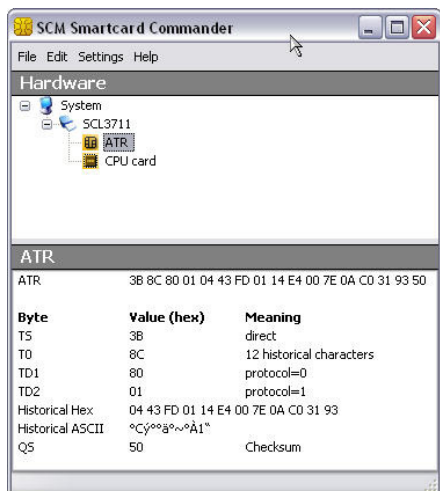 SCM Smartcard Commander
File Edit Settings Help
Hardware
System
SCL3711
ATR
CPU card
ATR
ATR 3B 8C 80 01 04 43 FD 01 14 E4 00 7E 0A C0 31 93 50
Byte Value (hex) Meaning
TS 3B direct
T0 8C 12 historical characters
TD1 80 protocol=0
TD2 01 protocol=1
Historical Hex 04 43 FD 01 14 E4 00 7E 0A C0 31 93
Historical ASCII °Cý°°ä°~°À1“
QS 50 Checksum